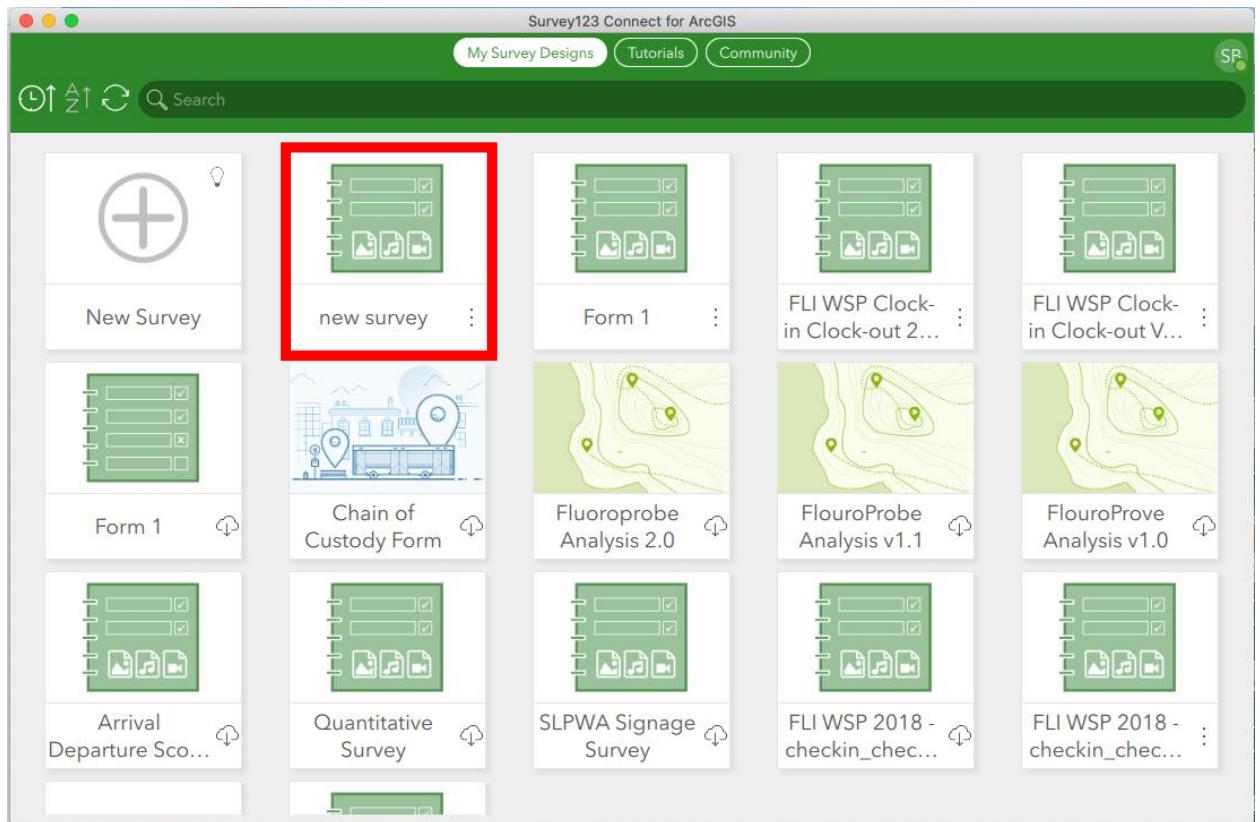 Survey123 Connect for ArcGIS
My Survey Designs
Tutorials
Community
SB
A
Z
Search
New Survey
new survey
Form 1
FLI WSP Clock-
in Clock-out 2...
FLI WSP Clock-
in Clock-out V...
Form 1
Chain of
Custody Form
Fluoroprobe
Analysis 2.0
FlouroProbe
Analysis v1.1
FlouroProve
Analysis v1.0
Arrival
Departure Sco...
Quantitative
Survey
SLPWA Signage
Survey
FLI WSP 2018 -
checkin_chec...
FLI WSP 2018 -
checkin_chec...